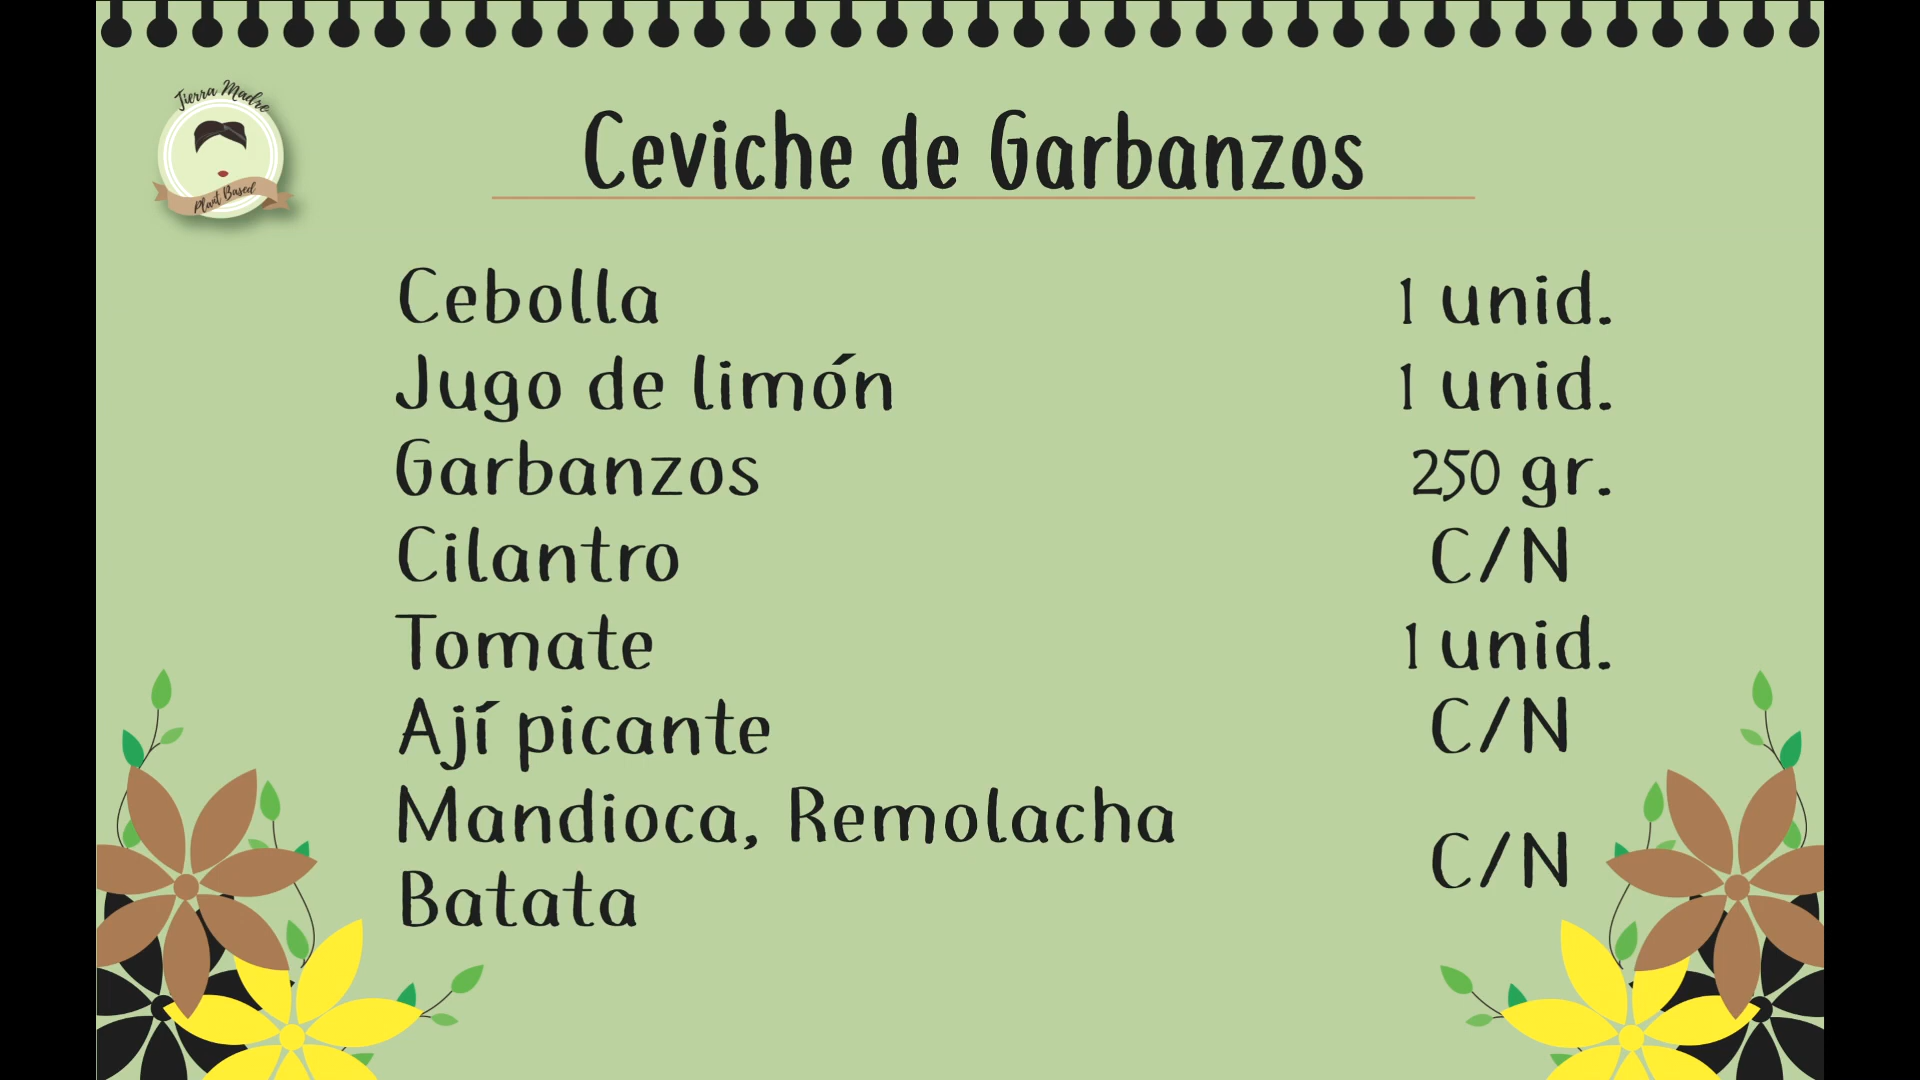 Tierra Madre
Plant Based
Ceviche de Garbanzos
Cebolla 1 unid.
Jugo de limón 1 unid.
Garbanzos 250 gr.
Cilantro C/N
Tomate 1 unid.
Ají picante C/N
Mandioca, Remolacha
Batata C/N